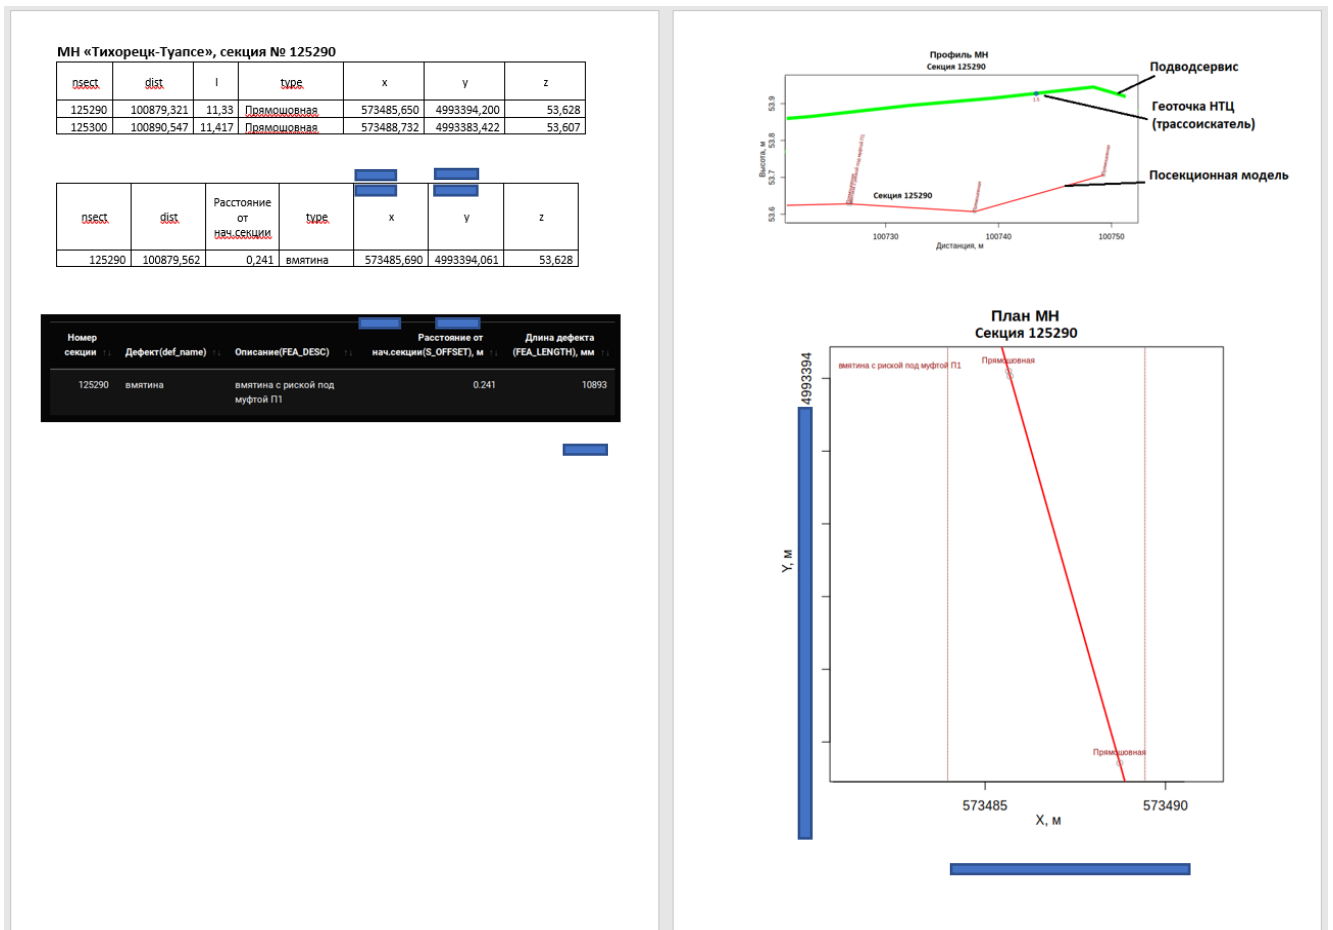 МН «Тихорецк-Туапсе», секция № 125290
nsect dist l type x y z
125290 100879,321 11,33 Прямошовная 573485,650 4993394,200 53,628
125300 100890,547 11,417 Прямошовная 573488,732 4993383,422 53,607
nsect dist Расстояние от нач.секции type x y z
125290 100879,562 0,241 вмятина 573485,690 4993394,061 53,628
Номер секции Дефект(def_name) Описание(FEA_DESC) Расстояние от нач.секции(S_OFFSET), м Длина дефекта (FEA_LENGTH), мм
125290 вмятина вмятина с риской под муфтой П1 0.241 10893
Профиль МН
Секция 125290
Подводсервис
Геоточка НТЦ
(трассоискатель)
Посекционная модель
Высота, м
53.9
53.8
53.7
53.6
1.5
Секция 125290
100730 100740 100750
Дистанция, м
План МН
Секция 125290
4993394
вмятина с риской под муфтой П1
Прямошовная
Y, м
Прямошовная
573485 573490
X, м